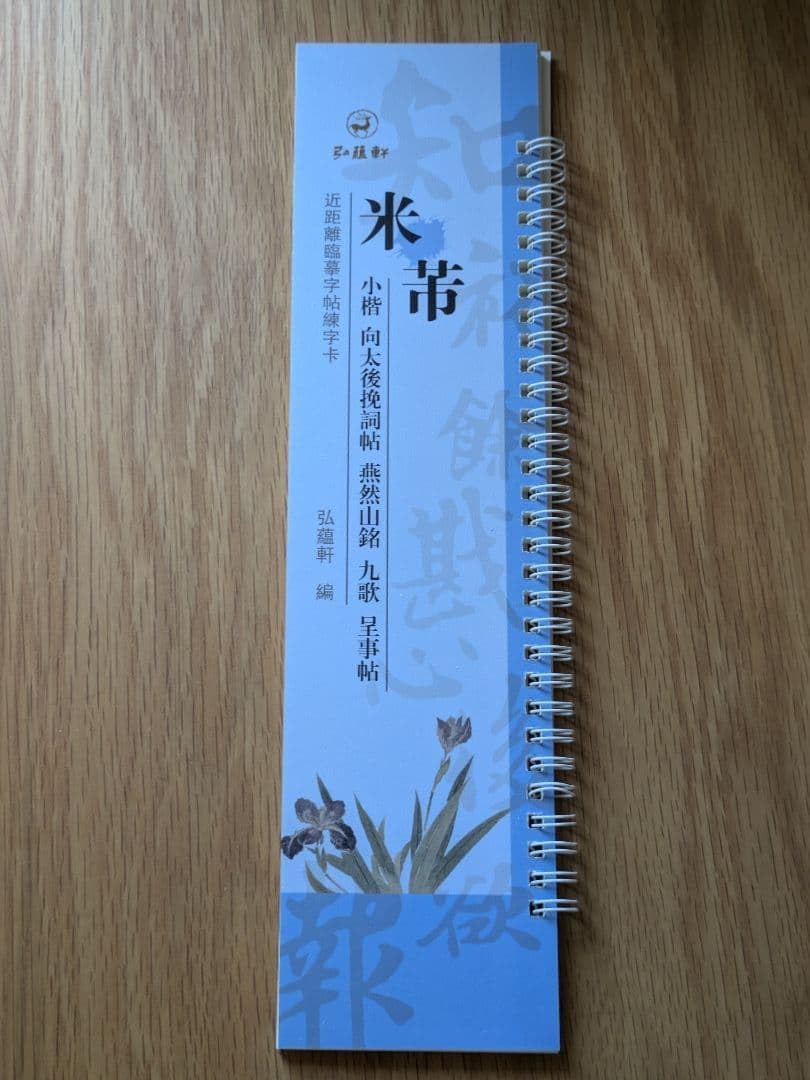 弘蘊軒
米芾
小楷 向太後挽詞帖 燕然山銘 九歌 呈事帖
近距離臨摹字帖練字卡
弘蘊軒 編